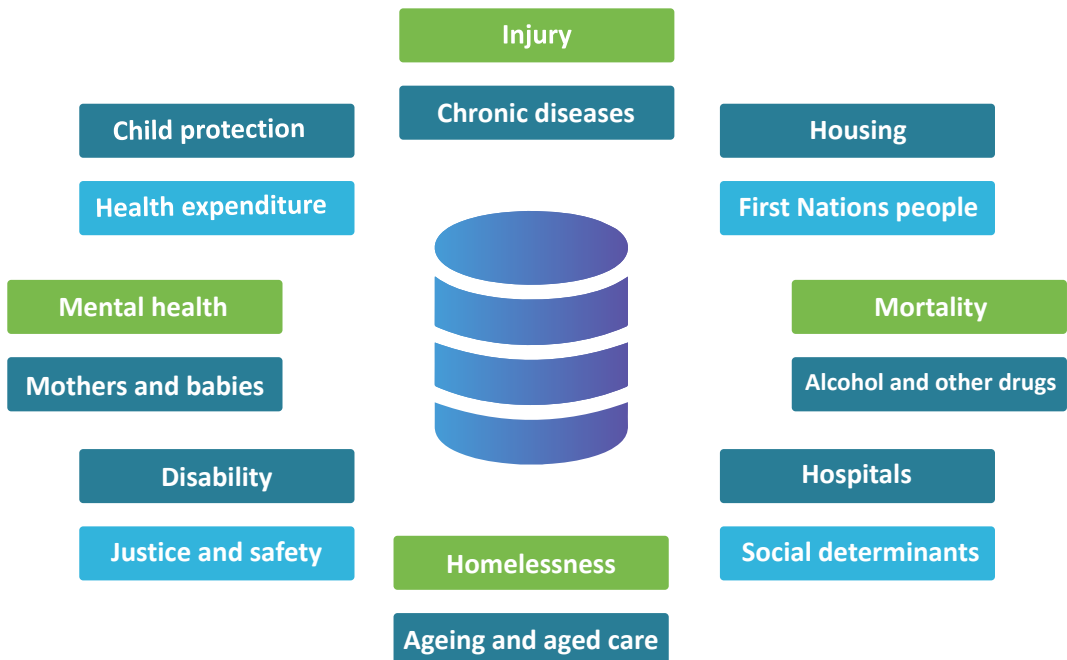 Injury
Chronic diseases
Child protection
Housing
Health expenditure
First Nations people
Mental health
Mortality
Mothers and babies
Alcohol and other drugs
Disability
Hospitals
Justice and safety
Social determinants
Homelessness
Ageing and aged care